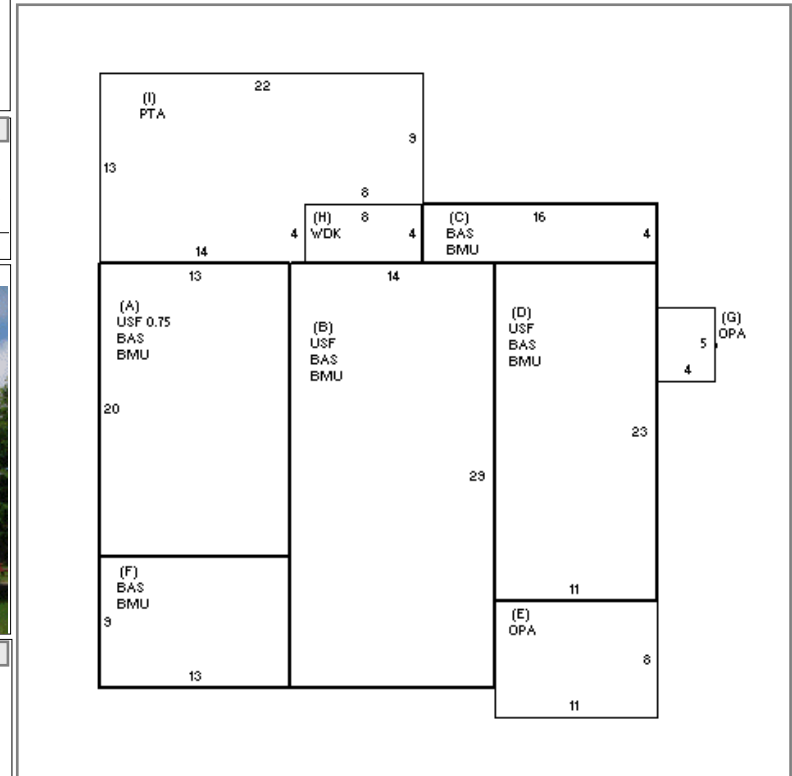 22
(I)
PTA
9
13
8
(H) 8
WDK
4
4
(C) 16
BAS
BMU
4
14
13
14
(A)
USF 0.75
BAS
BMU
(B)
USF
BAS
BMU
(D)
USF
BAS
BMU
(G)
OPA
5
4
20
23
29
11
(F)
BAS
BMU
9
13
(E)
OPA
8
11